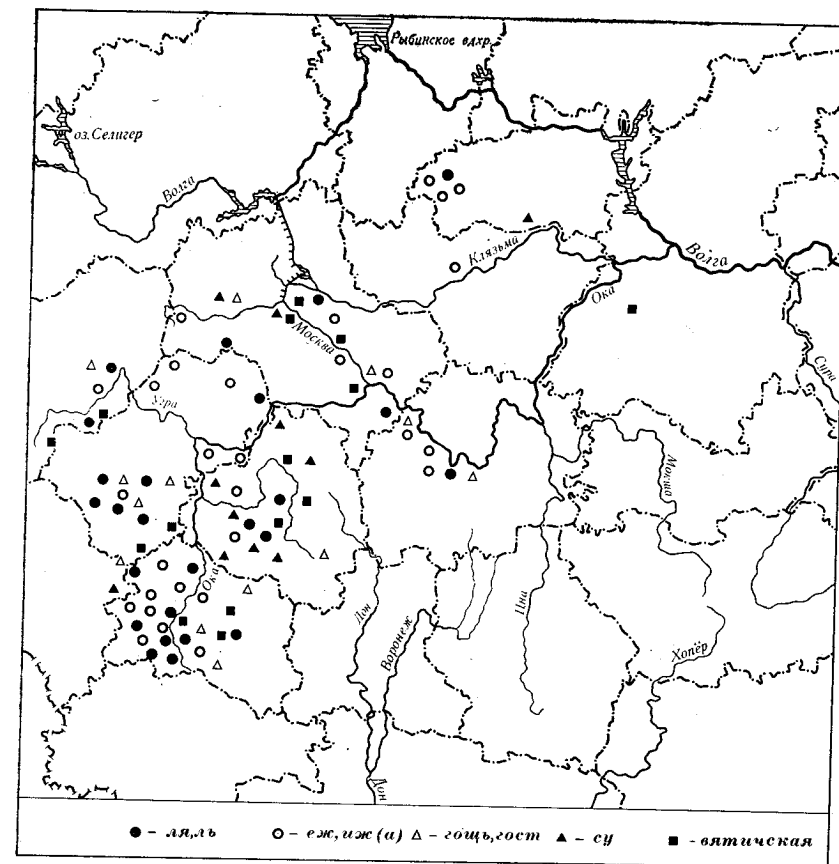 Рыбинское вдхр.
оз. Селигер
Волга
Клязьма
Волга
Ока
Москва
Сура
Угра
Мокша
Ока
Дон
Воронеж
Цна
Хопёр
Дон
● - ля, ль ○ - еж, иж (а) △ - гощь, гост ▲ - су ■ - вятичская